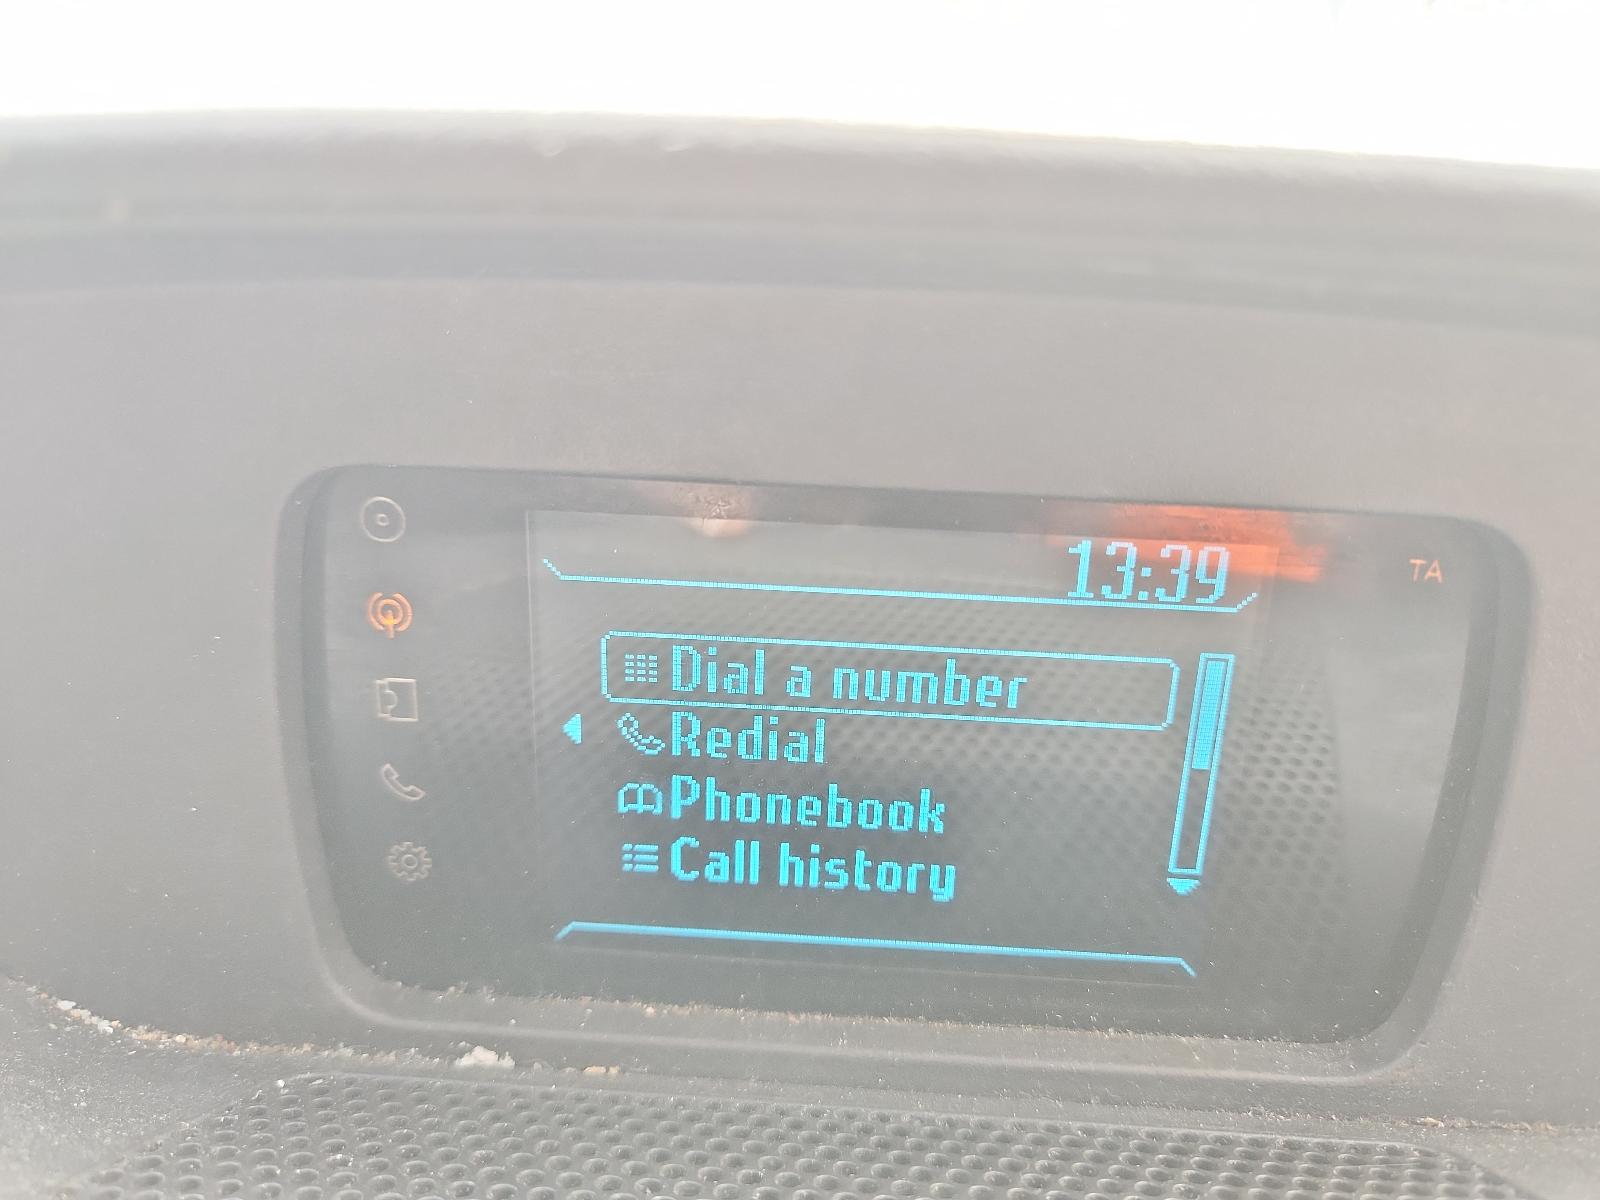 13:39
TA
Dial a number
Redial
Phonebook
Call history